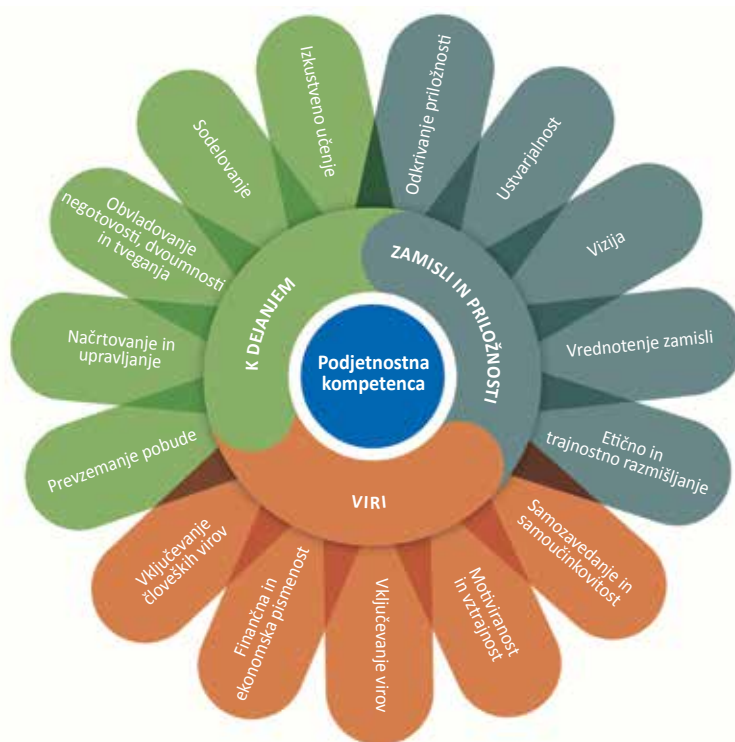 Podjetnostna
kompetenca
ZAMISLI IN PRILOŽNOSTI
Odkrivanje priložnosti
Ustvarjalnost
Vizija
Vrednotenje zamisli
Etično in
trajnostno razmišljanje
VIRI
Samozavedanje in
samoučinkovitost
Motiviranost
in vztrajnost
Vključevanje virov
Finančna in
ekonomska pismenost
Vključevanje
človeških virov
K DEJANJEM
Prevzemanje pobude
Načrtovanje in
upravljanje
Obvladovanje
negotovosti, dvoumnosti
in tveganja
Sodelovanje
Izkustveno učenje